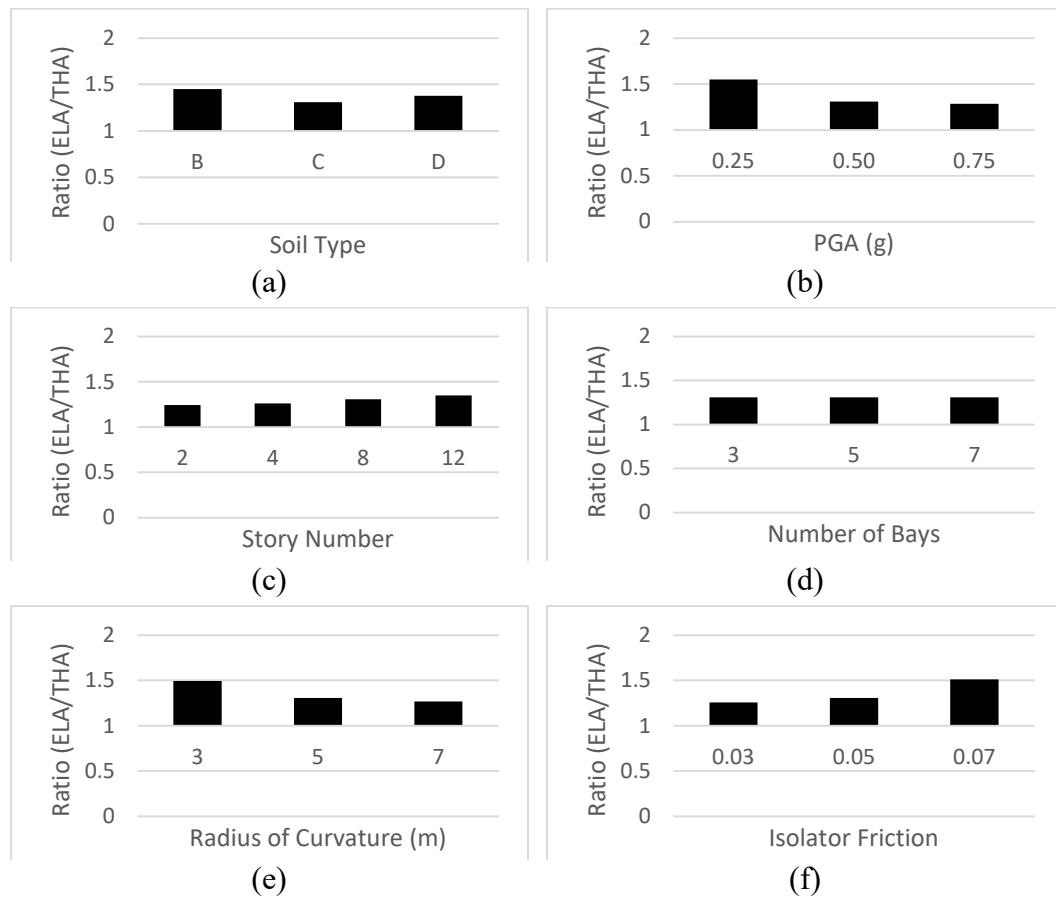 2
1.5
1
0.5
0
Ratio (ELA/THA)
B C D
Soil Type
(a)
2
1.5
1
0.5
0
Ratio (ELA/THA)
0.25 0.50 0.75
PGA (g)
(b)
2
1.5
1
0.5
0
Ratio (ELA/THA)
2 4 8 12
Story Number
(c)
2
1.5
1
0.5
0
Ratio (ELA/THA)
3 5 7
Number of Bays
(d)
2
1.5
1
0.5
0
Ratio (ELA/THA)
3 5 7
Radius of Curvature (m)
(e)
2
1.5
1
0.5
0
Ratio (ELA/THA)
0.03 0.05 0.07
Isolator Friction
(f)